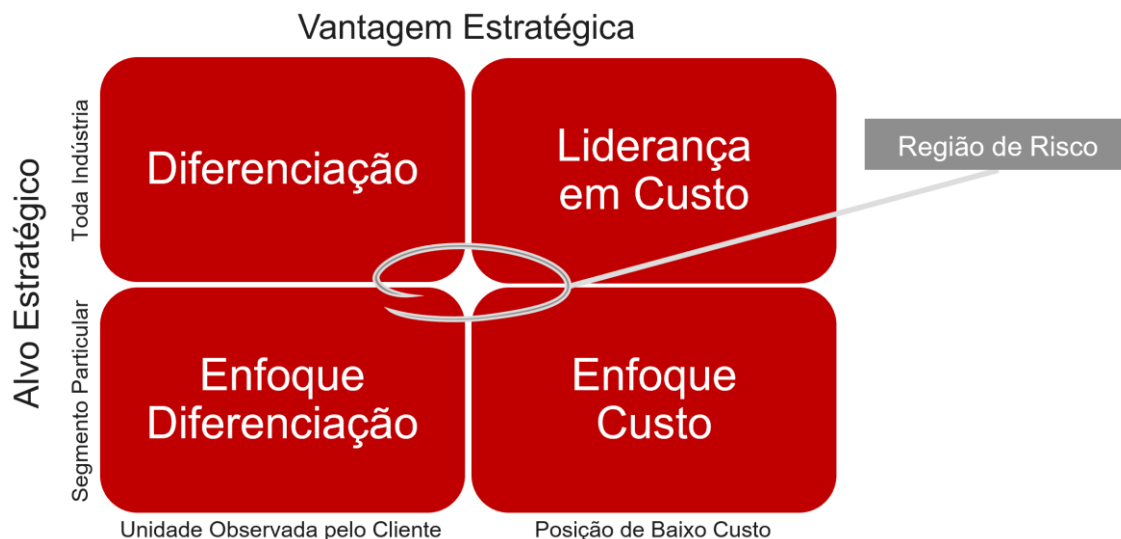 Vantagem Estratégica
Alvo Estratégico
Toda Indústria
Diferenciação
Liderança
em Custo
Região de Risco
Segmento Particular
Enfoque
Diferenciação
Enfoque
Custo
Unidade Observada pelo Cliente
Posição de Baixo Custo